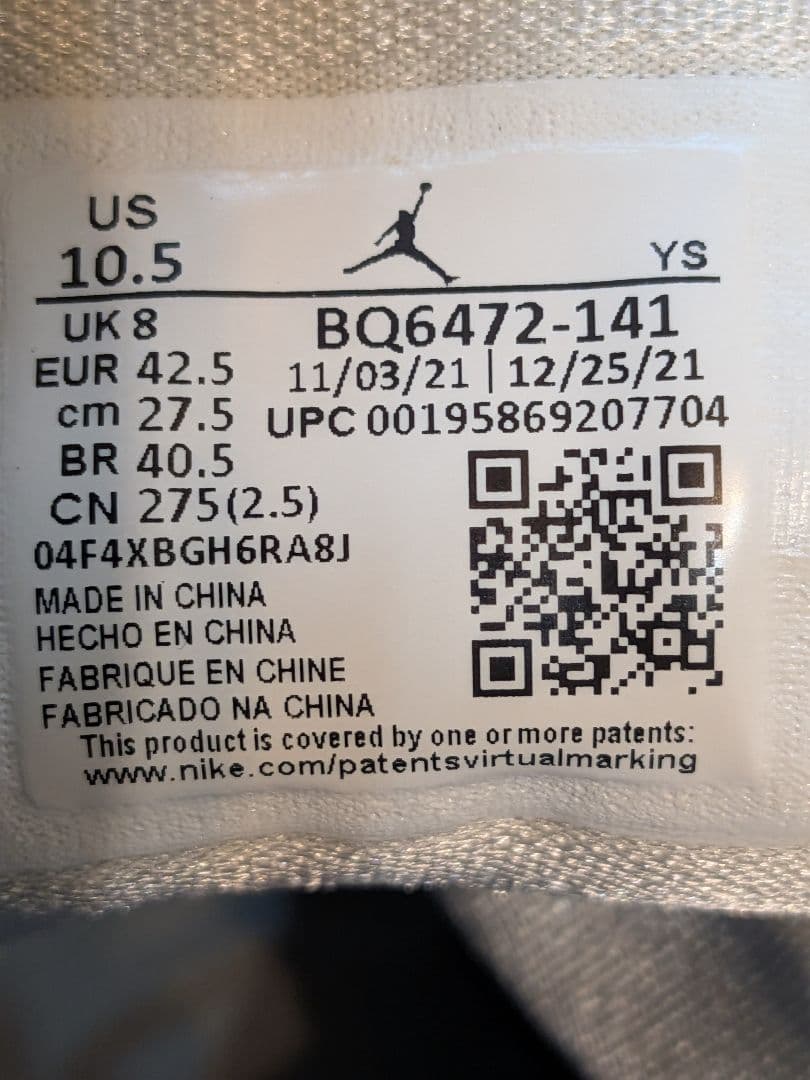 US
10.5
YS
UK 8
BQ6472-141
EUR 42.5
11/03/21 | 12/25/21
cm 27.5
UPC 00195869207704
BR 40.5
CN 275(2.5)
04F4XBGH6RA8J
MADE IN CHINA
HECHO EN CHINA
FABRIQUE EN CHINE
FABRICADO NA CHINA
This product is covered by one or more patents:
www.nike.com/patentsvirtualmarking